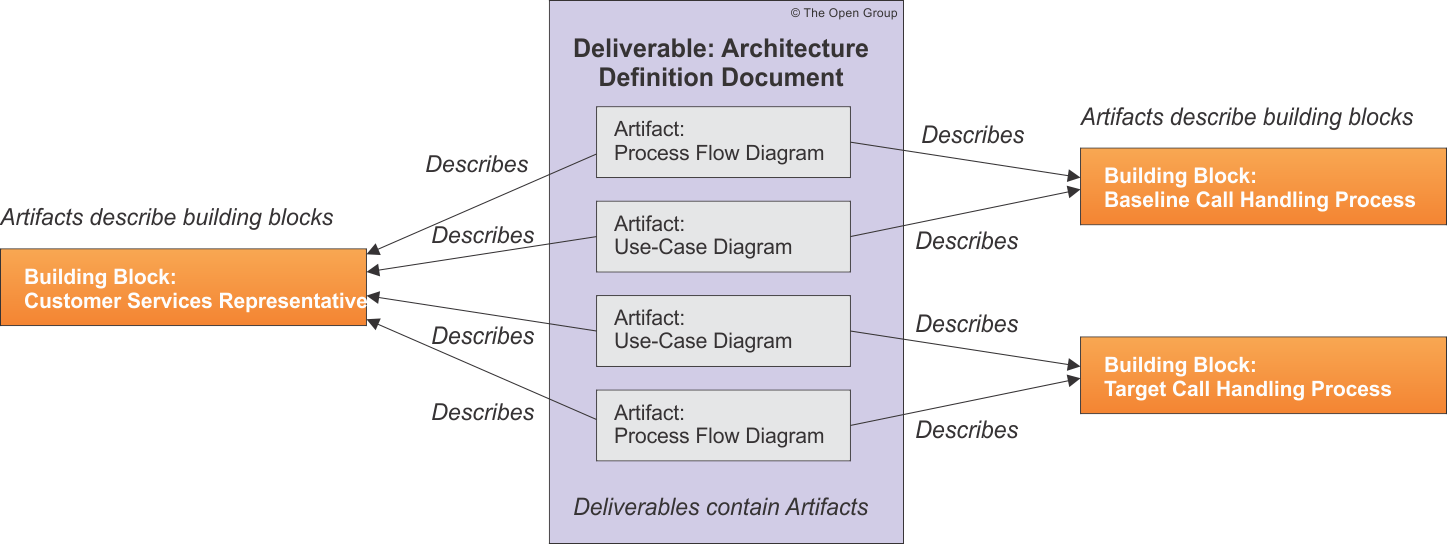 © The Open Group
Deliverable: Architecture
Definition Document
Artifact:
Process Flow Diagram
Artifact:
Use-Case Diagram
Artifact:
Use-Case Diagram
Artifact:
Process Flow Diagram
Deliverables contain Artifacts
Artifacts describe building blocks
Building Block:
Customer Services Representative
Describes
Describes
Describes
Describes
Describes
Describes
Describes
Describes
Artifacts describe building blocks
Building Block:
Baseline Call Handling Process
Building Block:
Target Call Handling Process